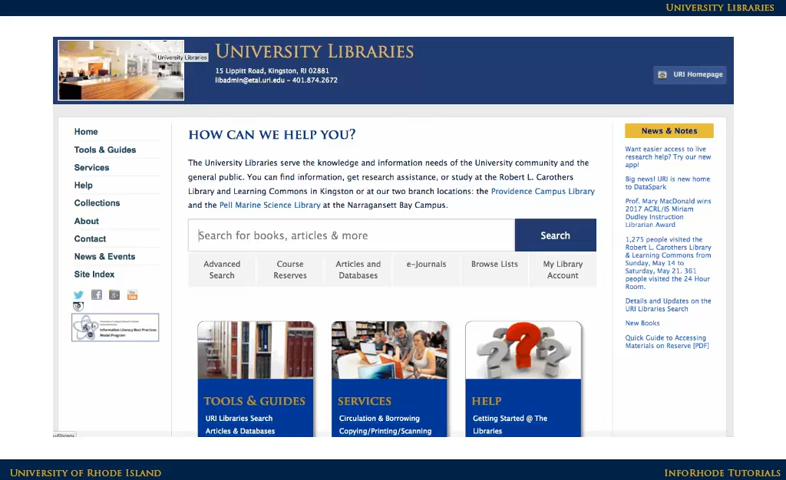 UNIVERSITY LIBRARIES
University Libraries
UNIVERSITY LIBRARIES
15 Lippitt Road, Kingston, RI 02881
libadmin@etal.uri.edu - 401.874.2672
URI Homepage
Home
Tools & Guides
Services
Help
Collections
About
Contact
News & Events
Site Index
HOW CAN WE HELP YOU?
The University Libraries serve the knowledge and information needs of the University community and the
general public. You can find information, get research assistance, or study at the Robert L. Carothers
Library and Learning Commons in Kingston or at our two branch locations: the Providence Campus Library
and the Pell Marine Science Library at the Narragansett Bay Campus.
Search for books, articles & more
Search
Advanced
Search
Course
Reserves
Articles and
Databases
e-Journals
Browse Lists
My Library
Account
TOOLS & GUIDES
URI Libraries Search
Articles & Databases
SERVICES
Circulation & Borrowing
Copying/Printing/Scanning
HELP
Getting Started @ The
Libraries
News & Notes
Want easier access to live
research help? Try our new
app!
Big news! URI is new home
to DataSpark
Prof. Mary MacDonald wins
2017 ACRL/IS Miriam
Dudley Instruction
Librarian Award
1,275 people visited the
Robert L. Carothers Library
& Learning Commons from
Sunday, May 14 to
Saturday, May 21. 361
people visited the 24 Hour
Room.
Details and Updates on the
URI Libraries Search
New Books
Quick Guide to Accessing
Materials on Reserve [PDF]
UNIVERSITY OF RHODE ISLAND
INFORHODE TUTORIALS